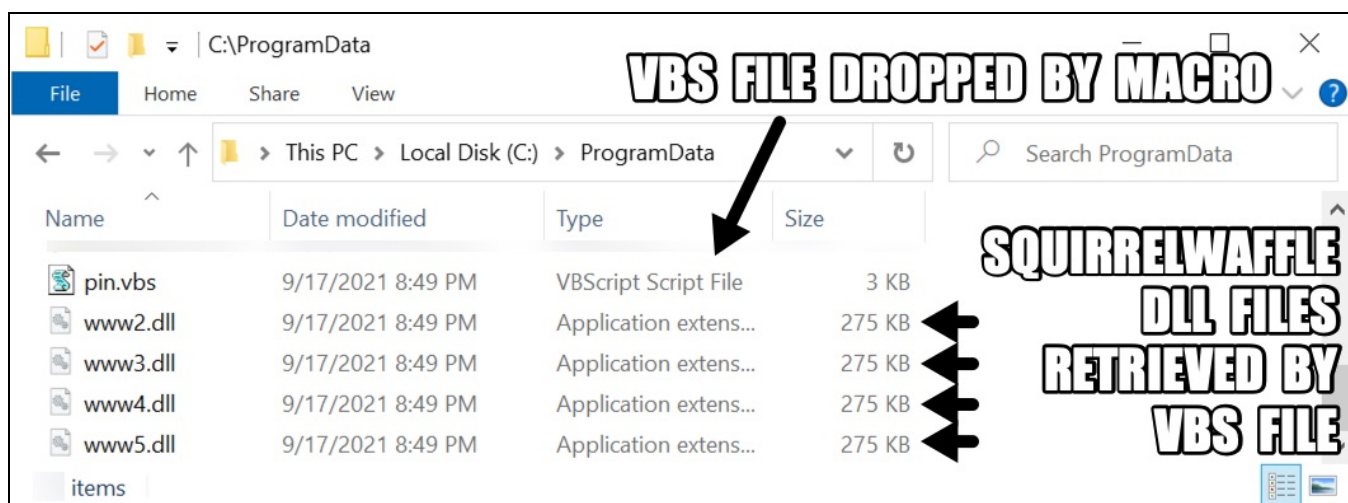 C:\ProgramData
VBS FILE DROPPED BY MACRO
File Home Share View
?
This PC > Local Disk (C:) > ProgramData
Search ProgramData
Name Date modified Type Size
pin.vbs 9/17/2021 8:49 PM VBScript Script File 3 KB
www2.dll 9/17/2021 8:49 PM Application extens... 275 KB
www3.dll 9/17/2021 8:49 PM Application extens... 275 KB
www4.dll 9/17/2021 8:49 PM Application extens... 275 KB
www5.dll 9/17/2021 8:49 PM Application extens... 275 KB
SQUIRRELWAFFLE
DLL FILES
RETRIEVED BY
VBS FILE
items